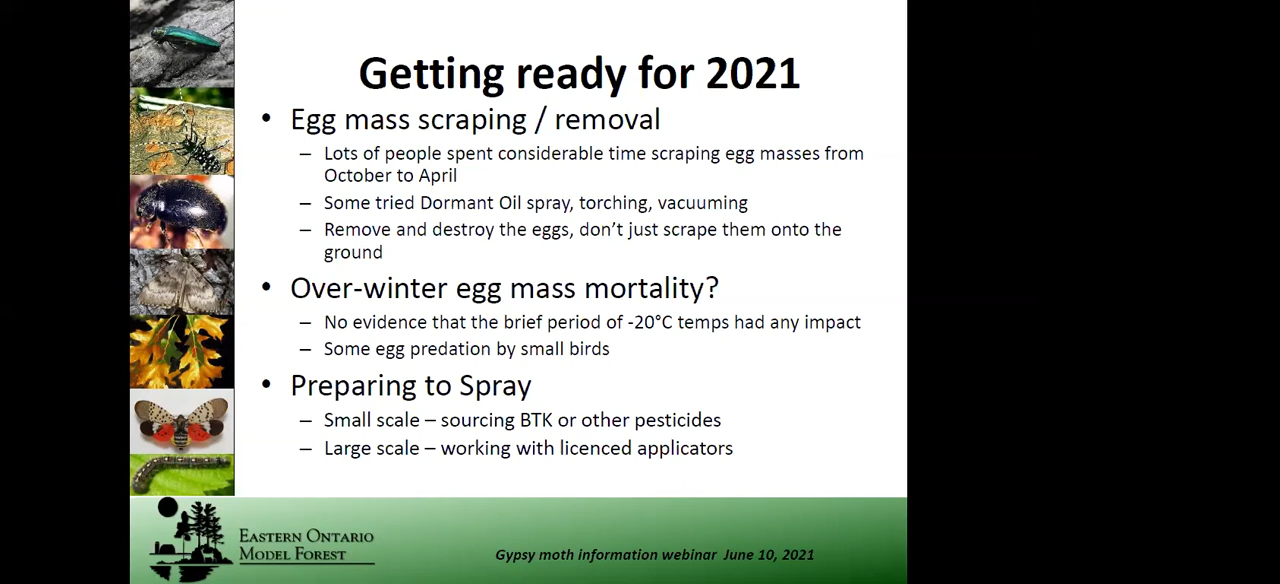 Getting ready for 2021
• Egg mass scraping / removal
– Lots of people spent considerable time scraping egg masses from
October to April
– Some tried Dormant Oil spray, torching, vacuuming
– Remove and destroy the eggs, don't just scrape them onto the
ground
• Over-winter egg mass mortality?
– No evidence that the brief period of -20°C temps had any impact
– Some egg predation by small birds
• Preparing to Spray
– Small scale – sourcing BTK or other pesticides
– Large scale – working with licenced applicators
EASTERN ONTARIO
MODEL FOREST
Gypsy moth information webinar June 10, 2021